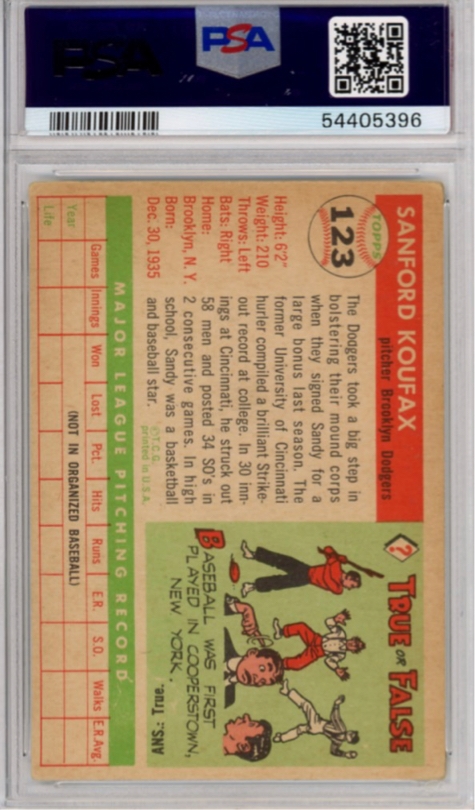 PSA
PSA
54405396
SANFORD KOUFAX
pitcher Brooklyn Dodgers
TOPPS
123
Height: 6'2"
Weight: 210
Throws: Left
Bats: Right
Home:
Brooklyn, N. Y.
Born:
Dec. 30, 1935
The Dodgers took a big step in
bolstering their mound corps
when they signed Sandy for a
large bonus last season. The
former University of Cincinnati
hurler compiled a brilliant Strike-
out record at college. In 30 inn-
ings at Cincinnati, he struck out
58 men and posted 34 SO's in
2 consecutive games. In high
school, Sandy was a basketball
and baseball star.
©T.C.G.
printed in U.S.A.
?
TRUE OR FALSE
BASEBALL WAS FIRST
PLAYED IN COOPERSTOWN,
NEW YORK.
ANS.: True.
MAJOR LEAGUE PITCHING RECORD
Games Innings Won Lost Pct. Hits Runs E.R. S.O. Walks E.R.Avg.
Year
(NOT IN ORGANIZED BASEBALL)
Life